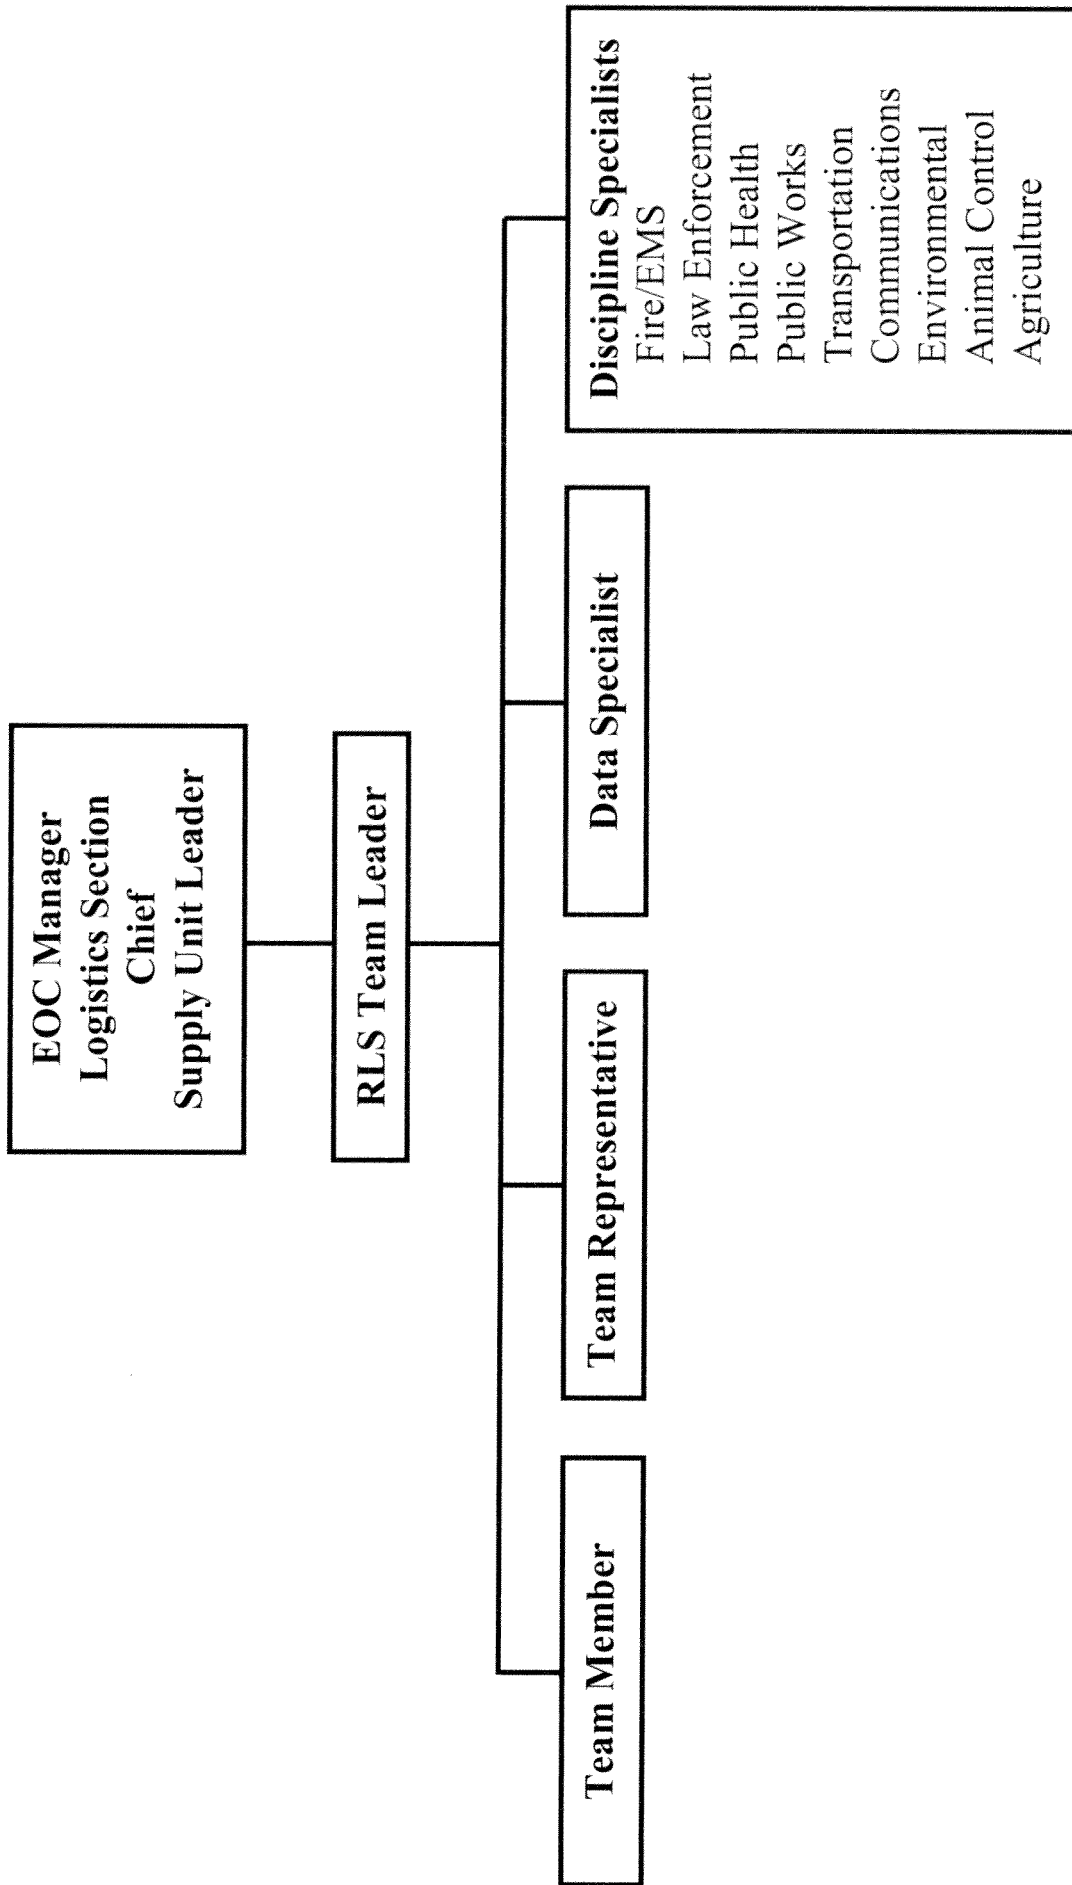 EOC Manager
Logistics Section
Chief
Supply Unit Leader
RLS Team Leader
Team Member
Team Representative
Data Specialist
Discipline Specialists
Fire/EMS
Law Enforcement
Public Health
Public Works
Transportation
Communications
Environmental
Animal Control
Agriculture